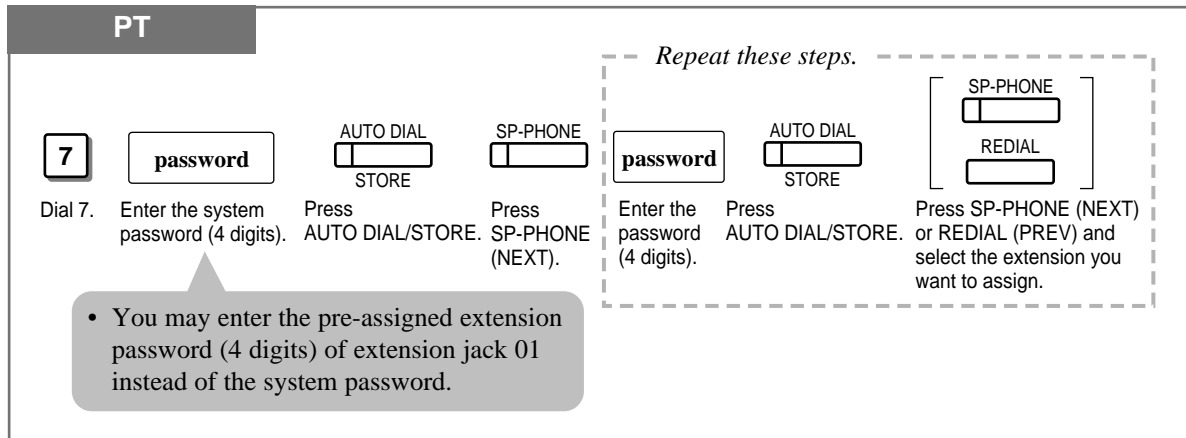 PT
Repeat these steps.
7
password
AUTO DIAL
STORE
SP-PHONE
password
AUTO DIAL
STORE
SP-PHONE
REDIAL
Dial 7.
Enter the system
password (4 digits).
Press
AUTO DIAL/STORE.
Press
SP-PHONE
(NEXT).
Enter the
password
(4 digits).
Press
AUTO DIAL/STORE.
Press SP-PHONE (NEXT)
or REDIAL (PREV) and
select the extension you
want to assign.
• You may enter the pre-assigned extension
password (4 digits) of extension jack 01
instead of the system password.